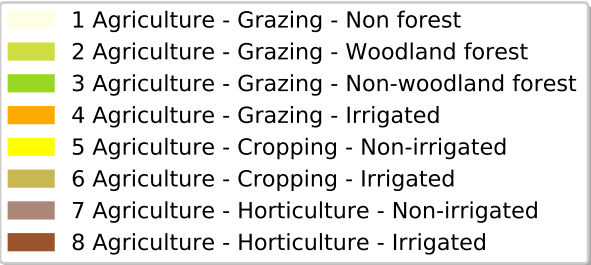 1 Agriculture - Grazing - Non forest
2 Agriculture - Grazing - Woodland forest
3 Agriculture - Grazing - Non-woodland forest
4 Agriculture - Grazing - Irrigated
5 Agriculture - Cropping - Non-irrigated
6 Agriculture - Cropping - Irrigated
7 Agriculture - Horticulture - Non-irrigated
8 Agriculture - Horticulture - Irrigated